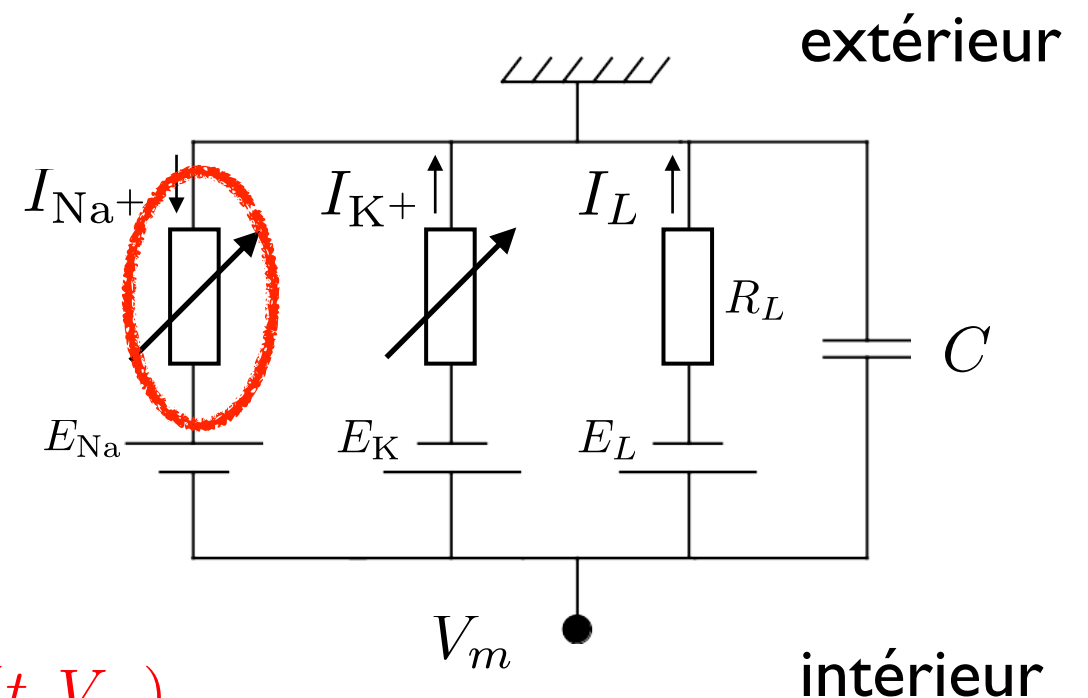 extérieur
I_Na+ I_K+ I_L
R_L
C
E_Na E_K E_L
V_m
t, V
intérieur